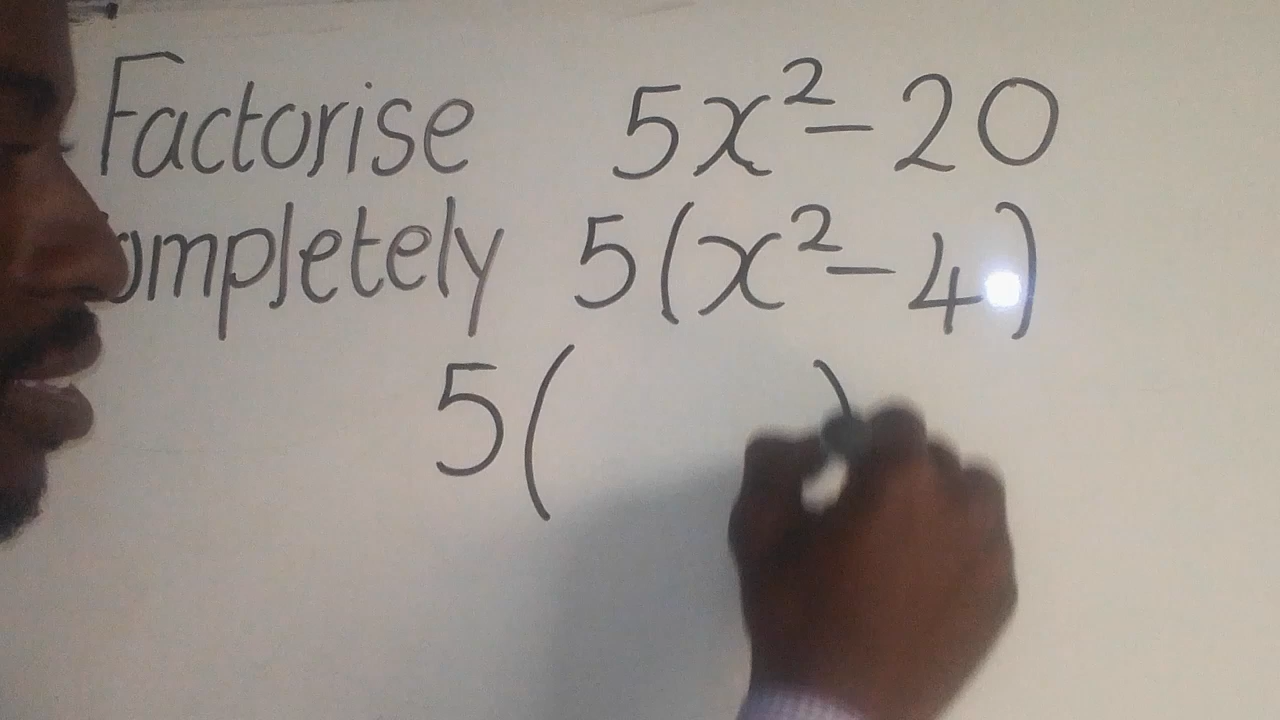 Factorise 5x² – 20
ompletely 5(x² – 4)
5( )